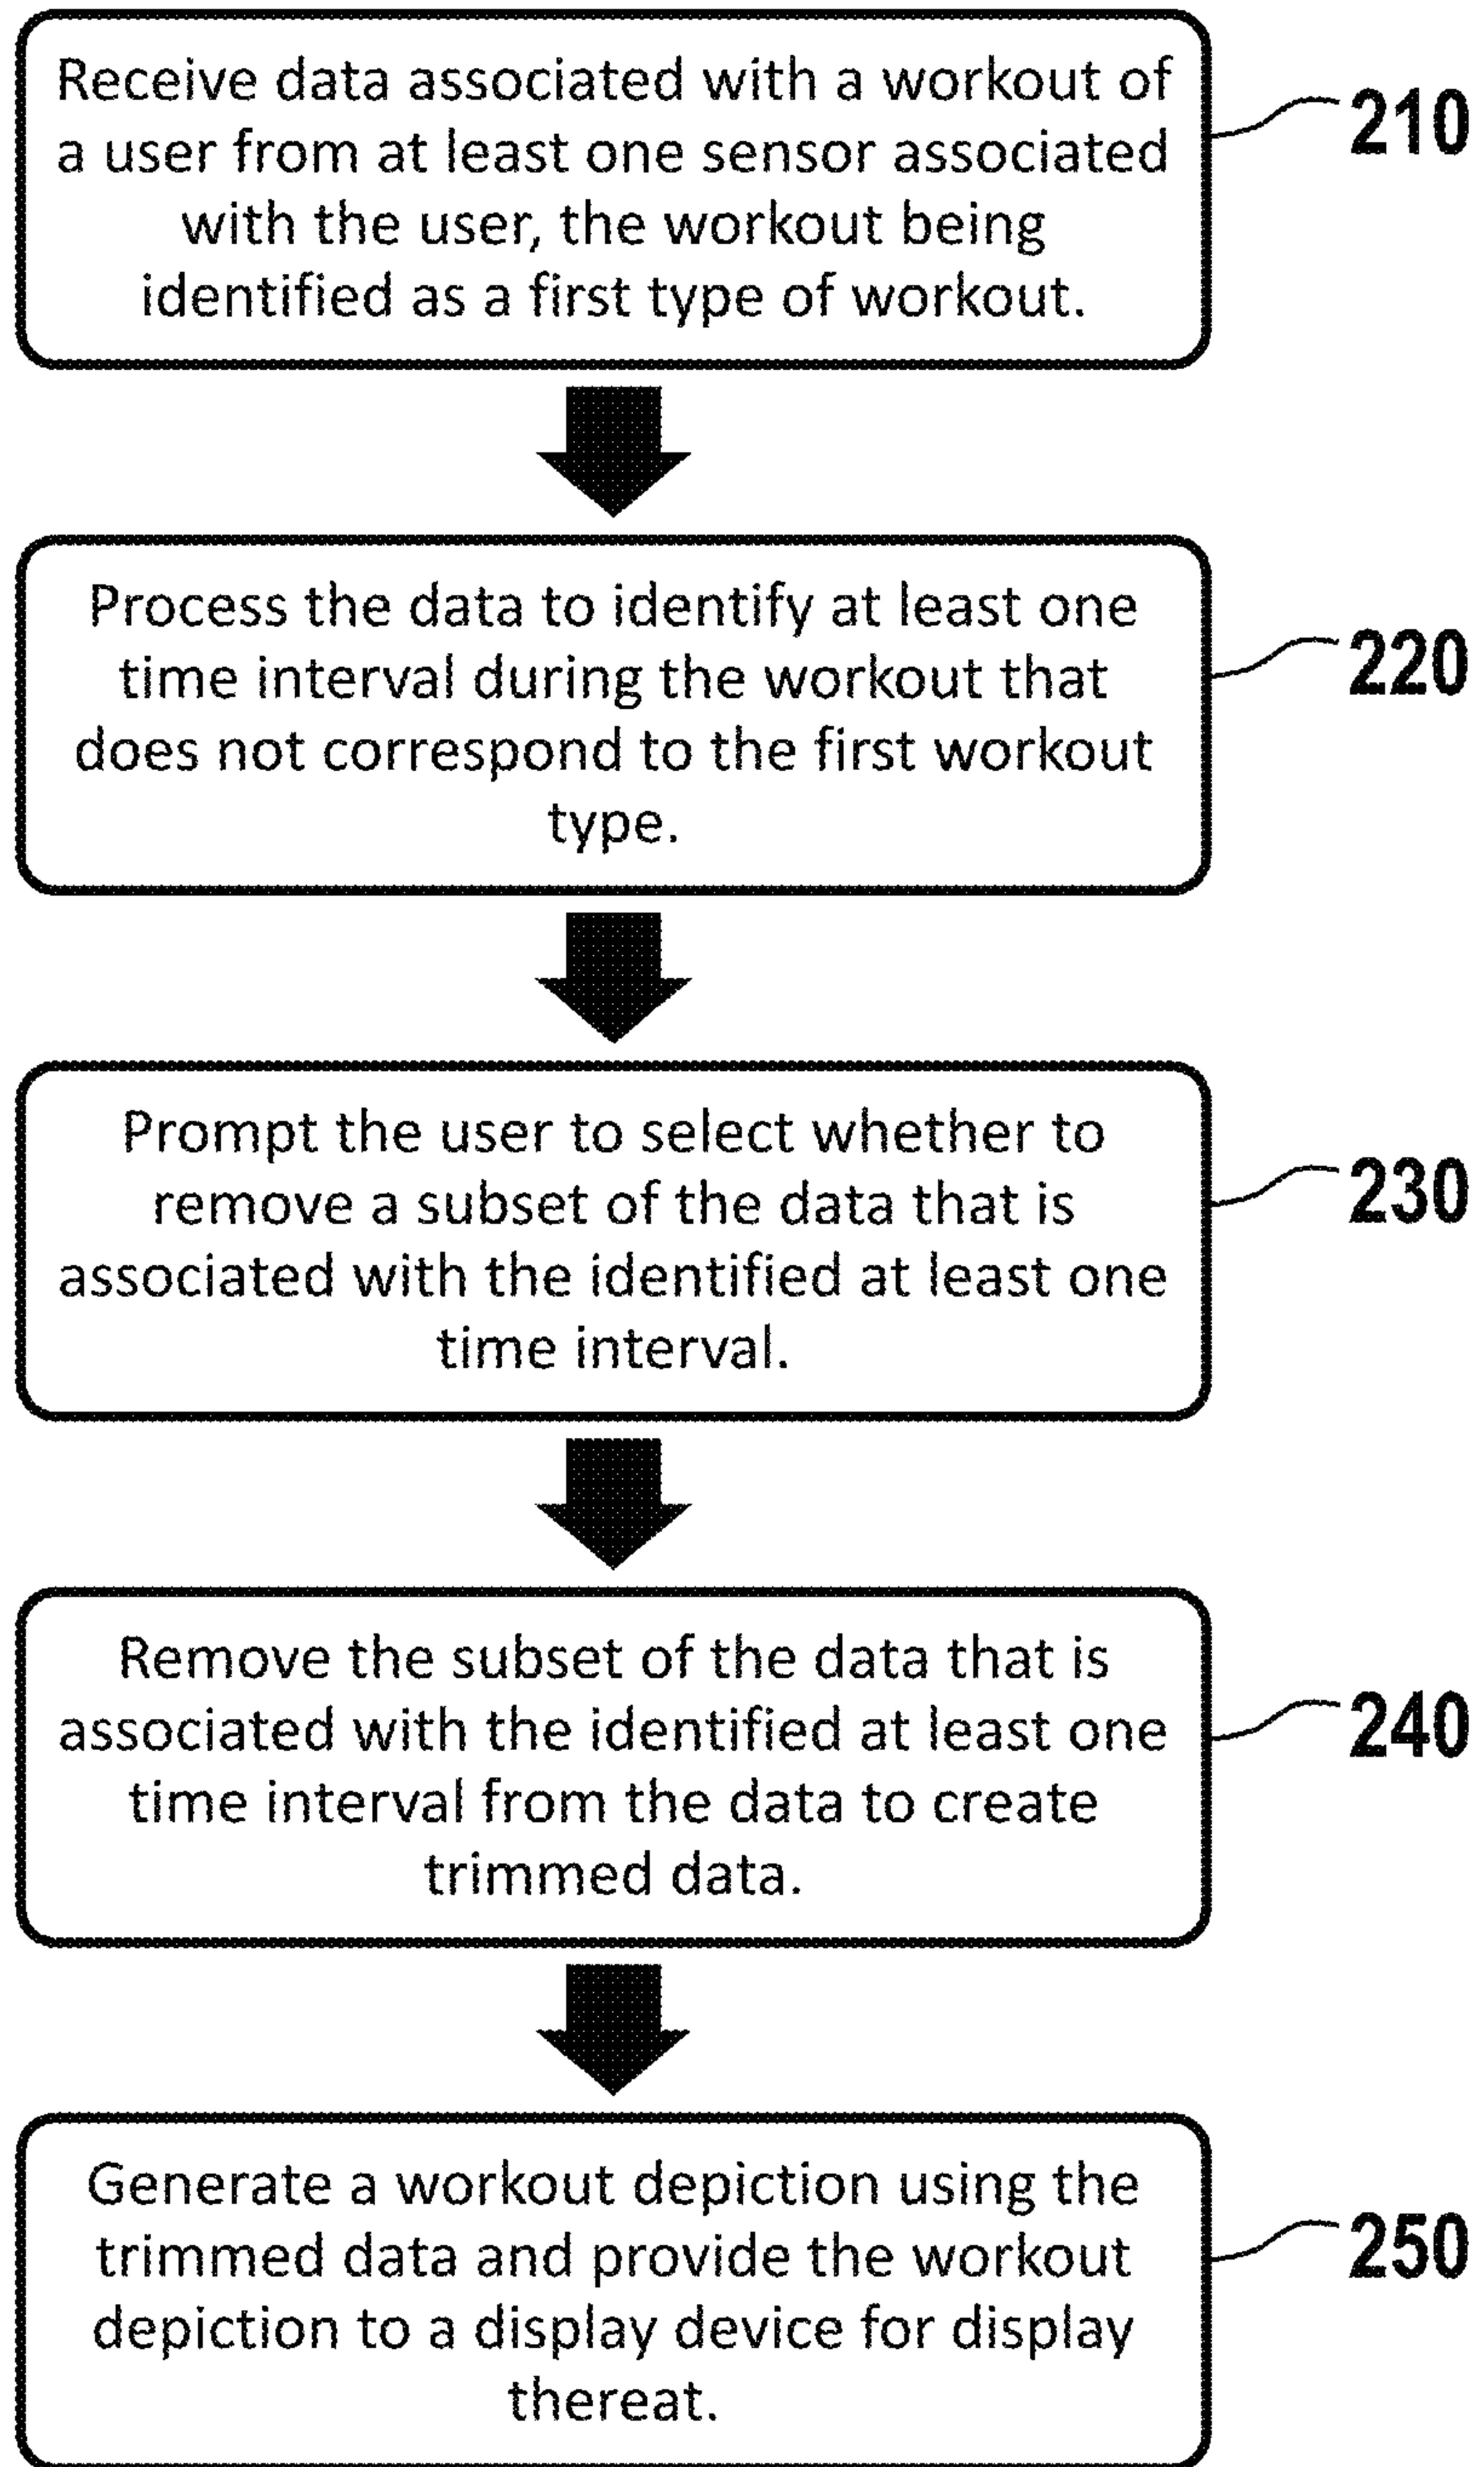 Receive data associated with a workout of
a user from at least one sensor associated
with the user, the workout being
identified as a first type of workout.
210
Process the data to identify at least one
time interval during the workout that
does not correspond to the first workout
type.
220
Prompt the user to select whether to
remove a subset of the data that is
associated with the identified at least one
time interval.
230
Remove the subset of the data that is
associated with the identified at least one
time interval from the data to create
trimmed data.
240
Generate a workout depiction using the
trimmed data and provide the workout
depiction to a display device for display
thereat.
250